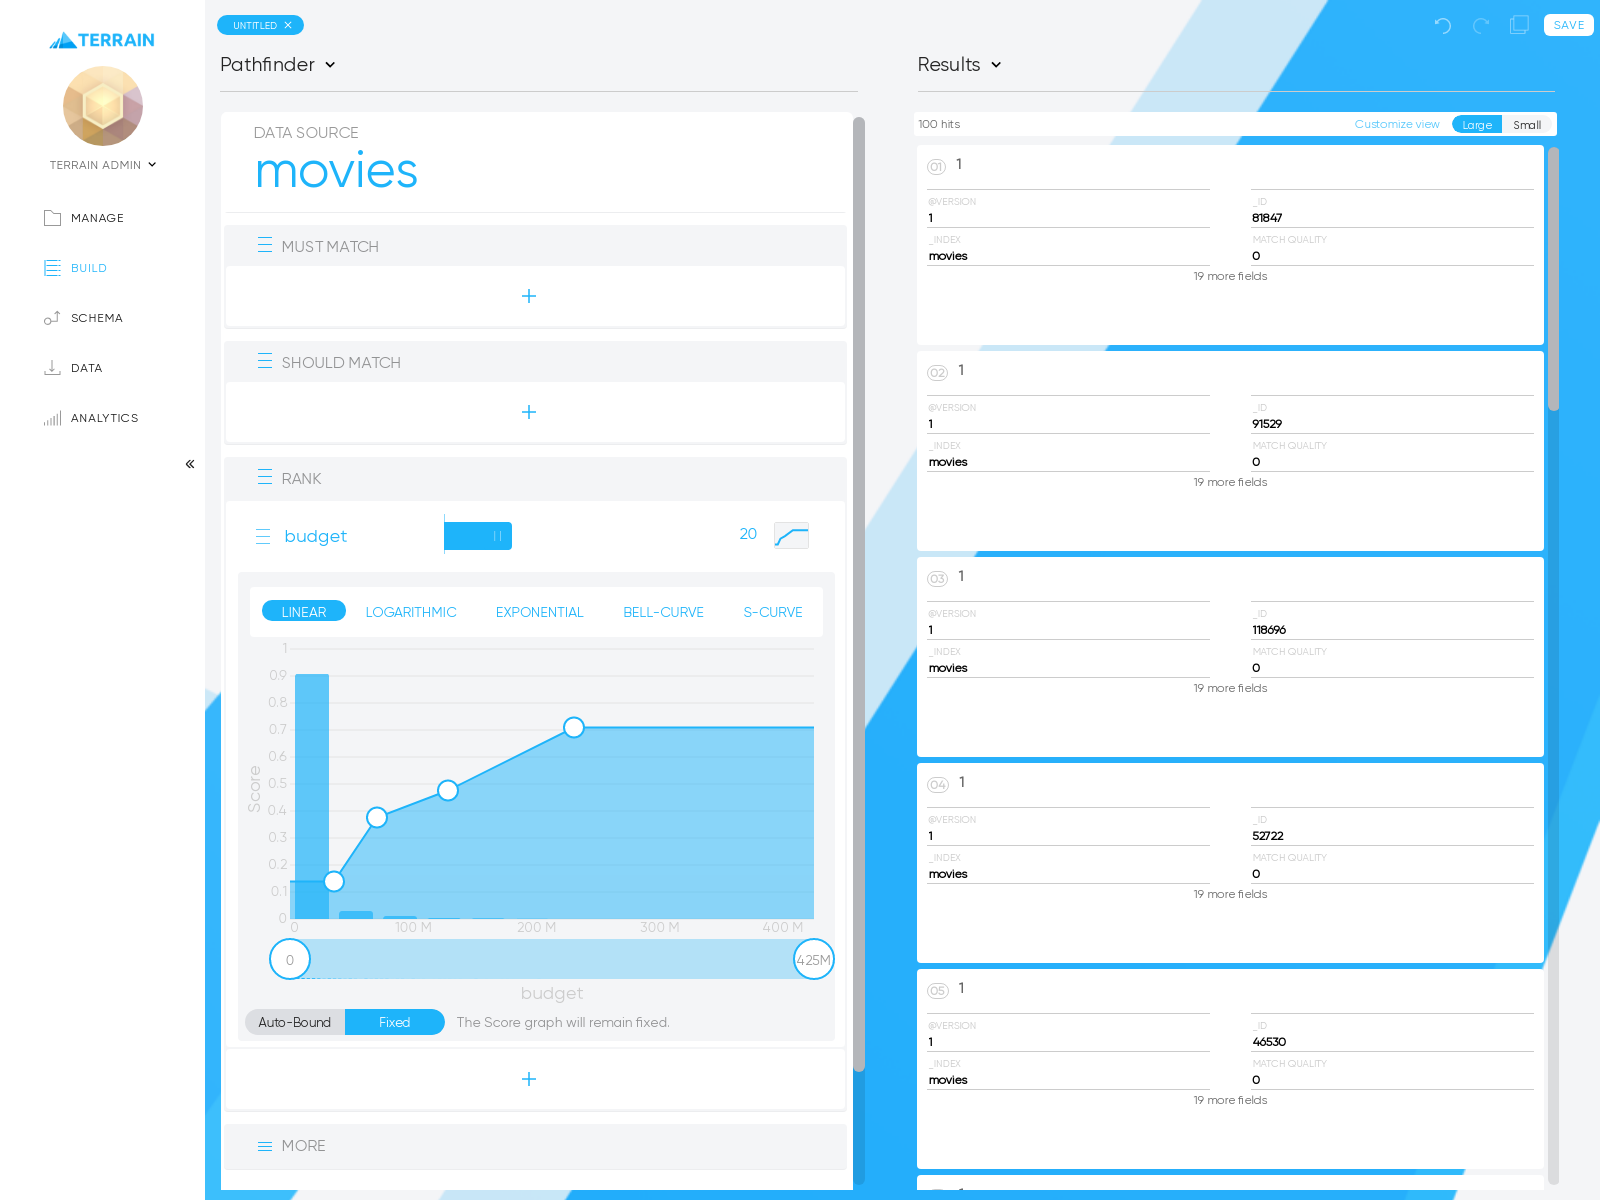 TERRAIN
TERRAIN ADMIN
MANAGE
BUILD
SCHEMA
DATA
ANALYTICS
UNTITLED
SAVE
Pathfinder
DATA SOURCE
movies
MUST MATCH
+
SHOULD MATCH
+
RANK
budget
20
LINEAR LOGARITHMIC EXPONENTIAL BELL-CURVE S-CURVE
1
0.9
0.8
0.7
0.6
0.5
0.4
0.3
0.2
0.1
0
Score
0 100 M 200 M 300 M 400 M
0 425M
budget
Auto-Bound Fixed The Score graph will remain fixed.
+
MORE
Results
100 hits Customize view Large Small
01 1
@VERSION _ID
1 81847
_INDEX MATCH QUALITY
movies 0
19 more fields
02 1
@VERSION _ID
1 91529
_INDEX MATCH QUALITY
movies 0
19 more fields
03 1
@VERSION _ID
1 118696
_INDEX MATCH QUALITY
movies 0
19 more fields
04 1
@VERSION _ID
1 52722
_INDEX MATCH QUALITY
movies 0
19 more fields
05 1
@VERSION _ID
1 46530
_INDEX MATCH QUALITY
movies 0
19 more fields